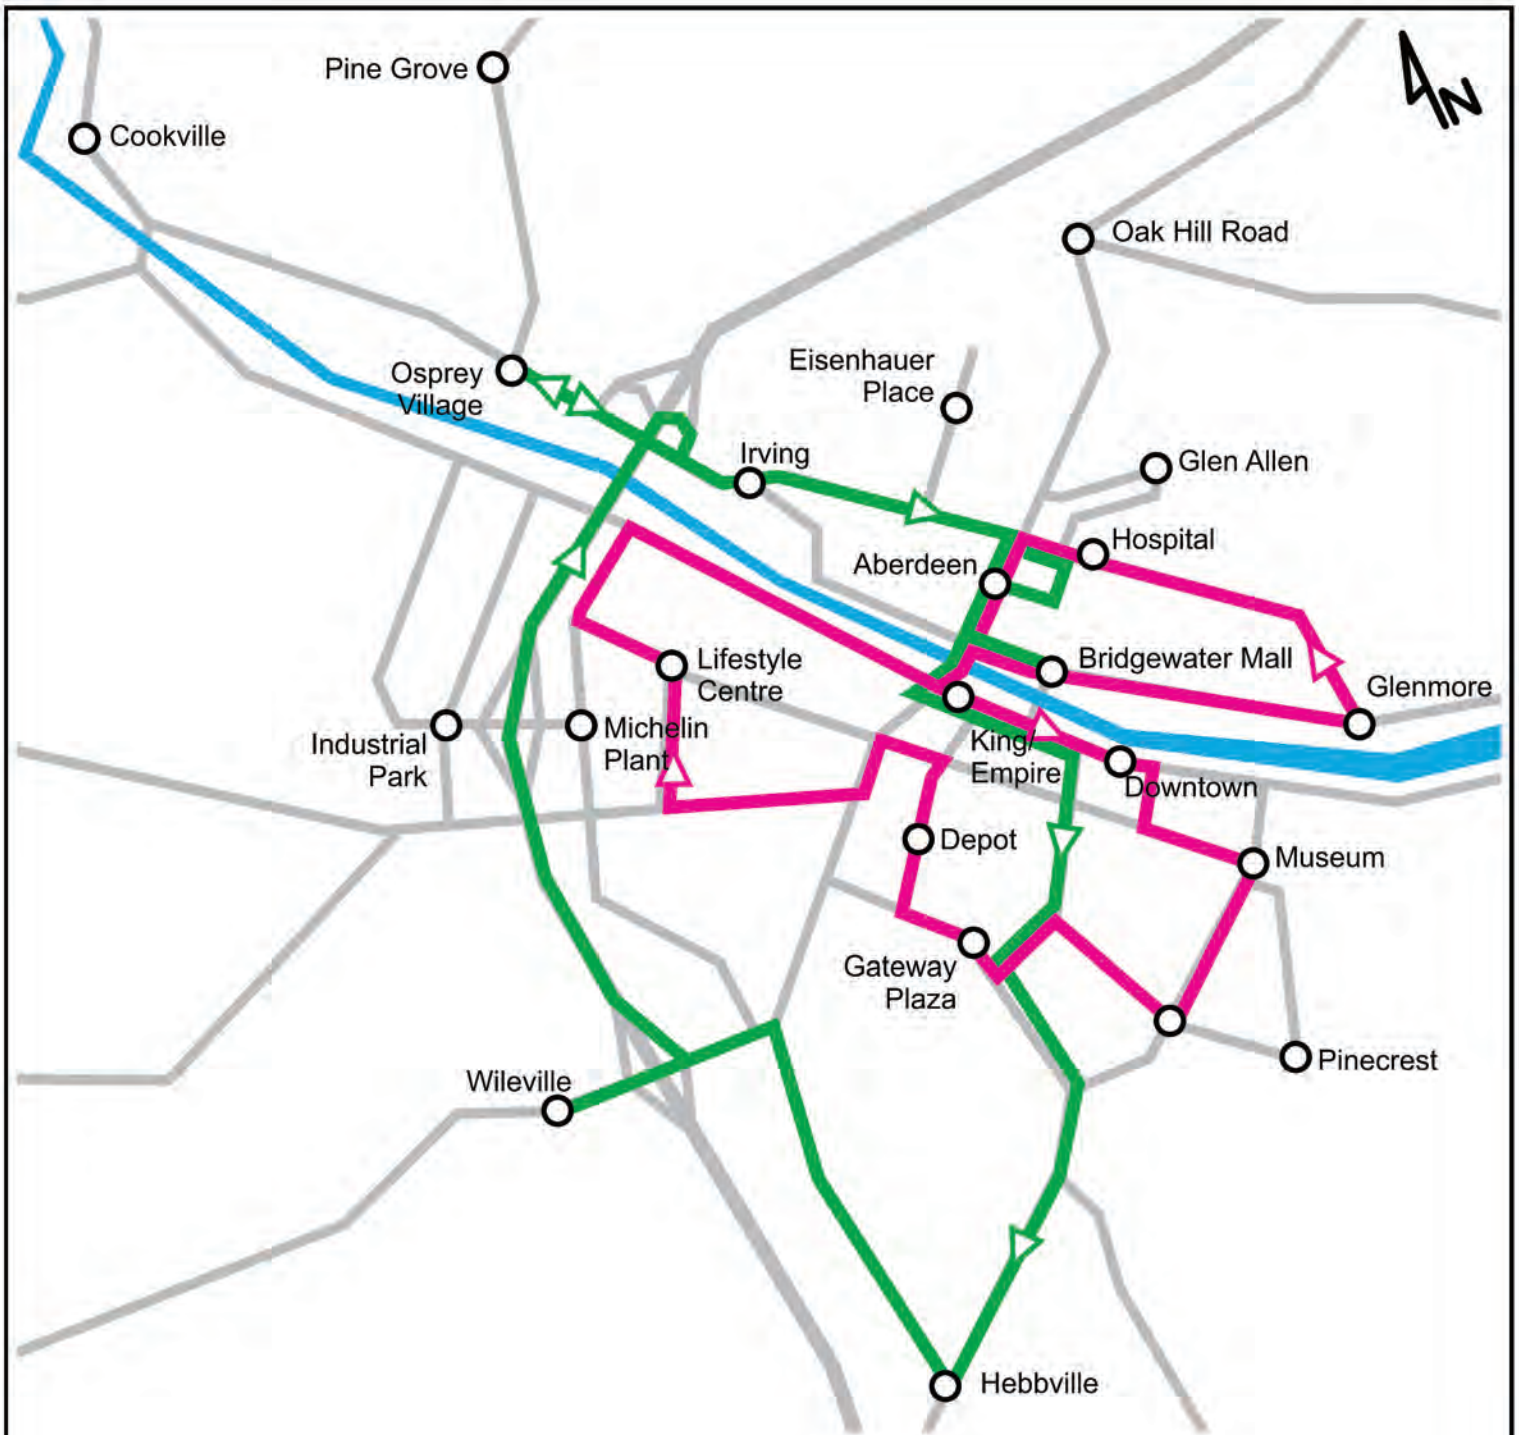 Pine Grove
Cookville
Oak Hill Road
Eisenhauer
Place
Osprey
Village
Irving
Glen Allen
Hospital
Aberdeen
Lifestyle
Centre
Bridgewater Mall
Glenmore
Industrial
Park
Michelin
Plant
King/
Empire
Downtown
Depot
Museum
Gateway
Plaza
Pinecrest
Wileville
Hebbville
N